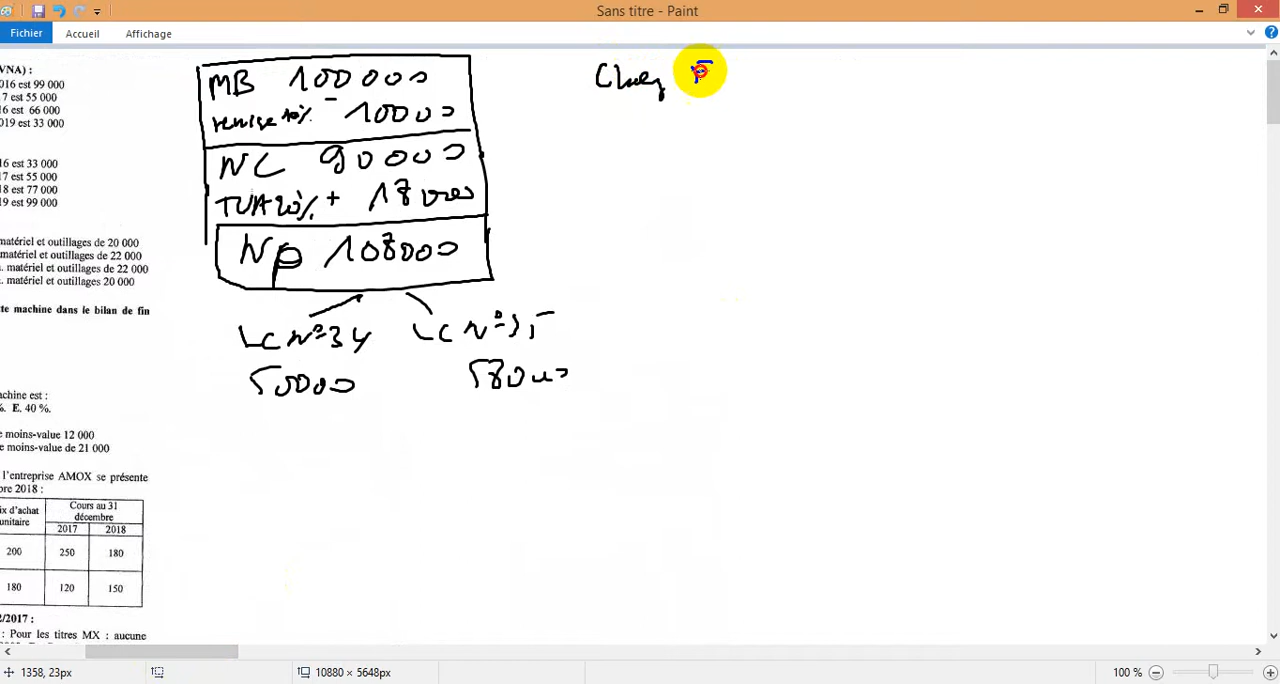 Sans titre - Paint
Fichier Accueil Affichage
VNA) :
016 est 99 000
7 est 55 000
16 est 66 000
019 est 33 000
16 est 33 000
17 est 55 000
18 est 77 000
19 est 99 000
matériel et outillages de 20 000
matériel et outillages de 22 000
. matériel et outillages de 22 000
. matériel et outillages 20 000
te machine dans le bilan de fin
achine est :
%. E. 40 %.
e moins-value 12 000
e moins-value de 21 000
l'entreprise AMOX se présente
bre 2018 :
ix d'achat
unitaire
Cours au 31
décembre
2017 2018
200 250 180
180 120 150
2/2017 :
: Pour les titres MX : aucune
MB 100000
remise 10% - 10000
NC 90000
TVA 20% + 18000
NP 108000
LC N°34 LC N°35
50000 58000
Chez F
1358, 23px
10880 × 5648px
100 %